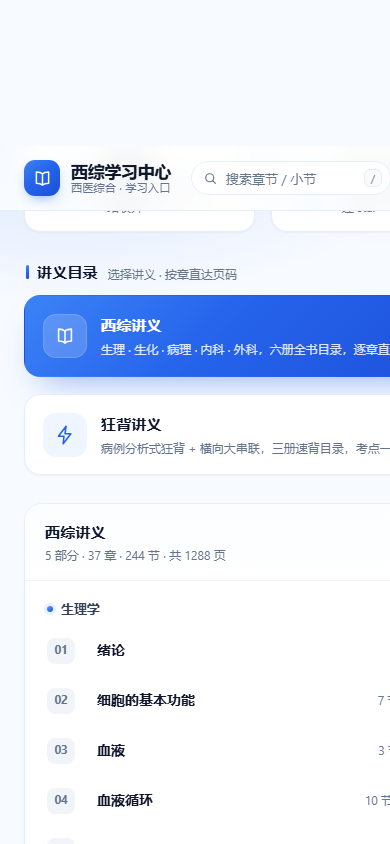 西综学习中心
西医综合 · 学习入口
搜索章节 / 小节
/
讲义目录
选择讲义 · 按章直达页码
西综讲义
生理 · 生化 · 病理 · 内科 · 外科，六册全书目录，逐章直
狂背讲义
病例分析式狂背 + 横向大串联，三册速背目录，考点一
西综讲义
5 部分 · 37 章 · 244 节 · 共 1288 页
生理学
01 绪论
02 细胞的基本功能 7 节
03 血液 3 节
04 血液循环 10 节